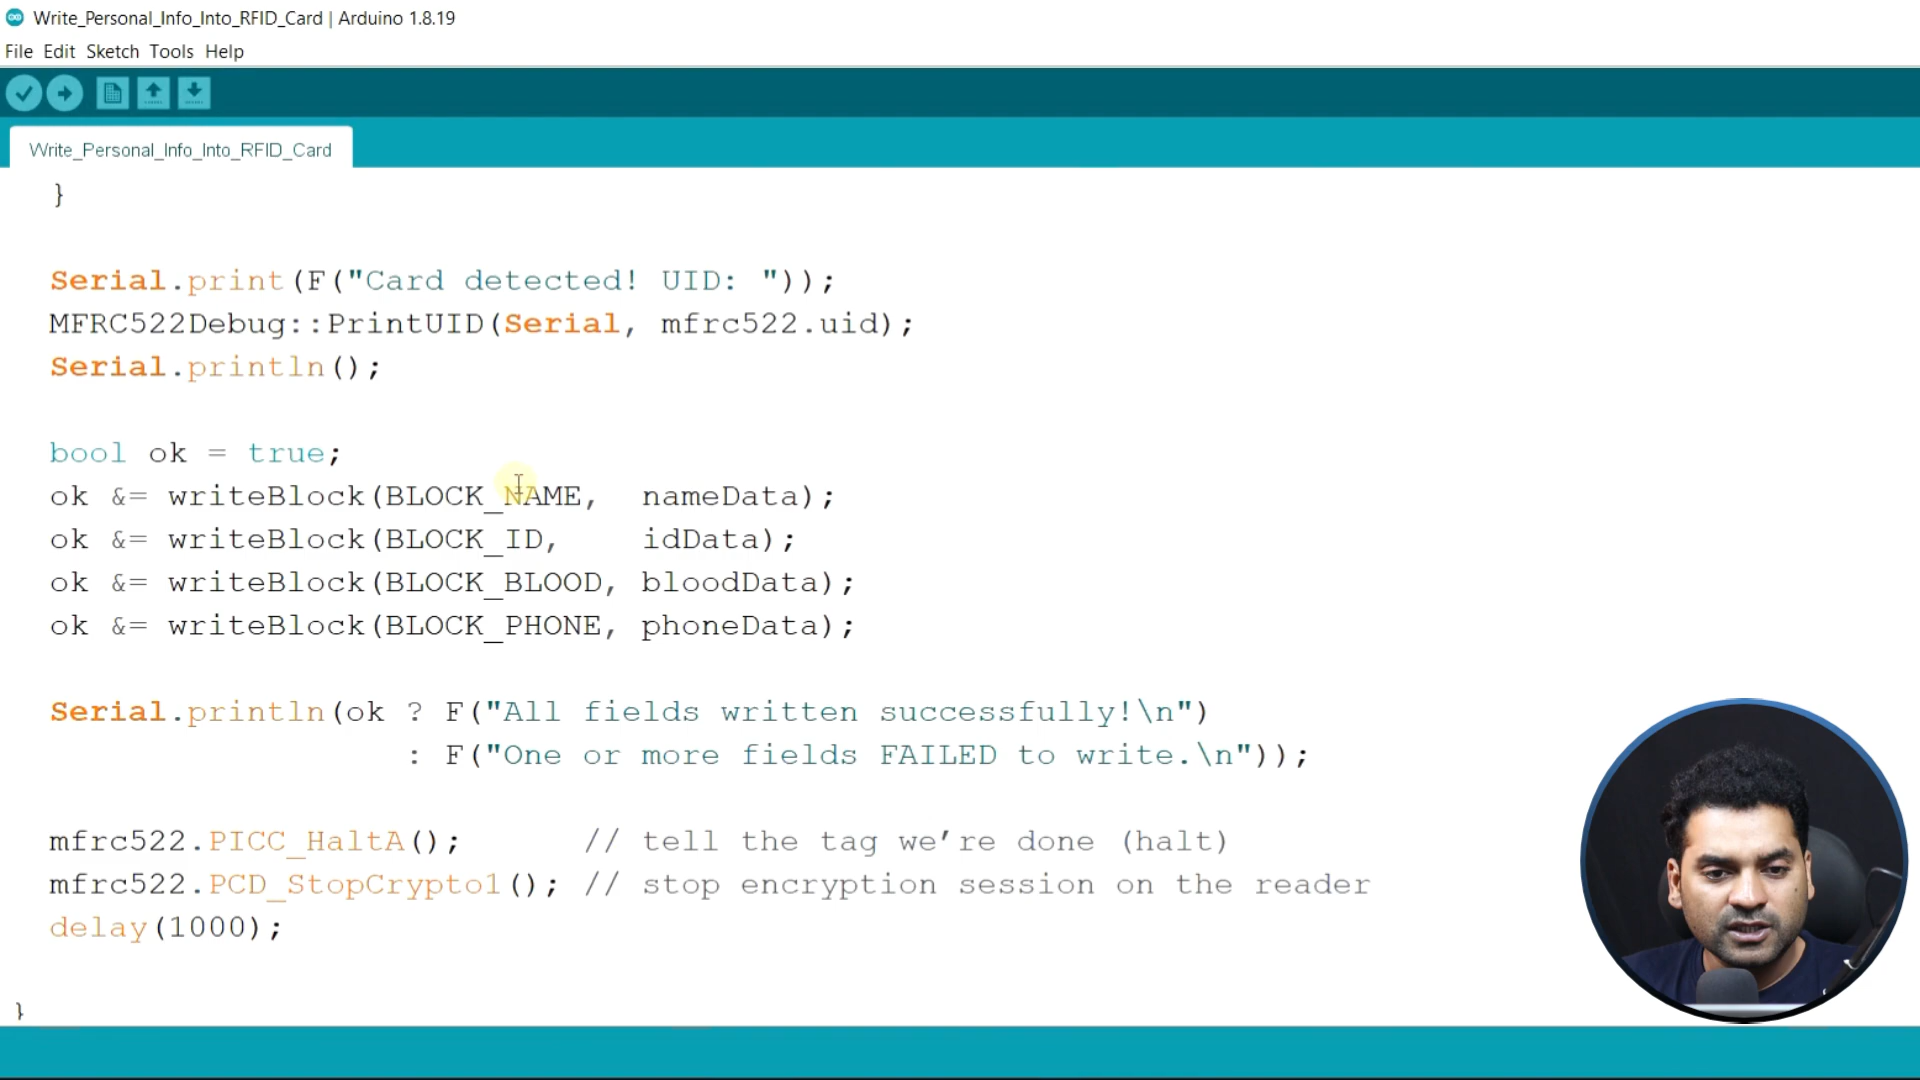 Write_Personal_Info_Into_RFID_Card | Arduino 1.8.19
File Edit Sketch Tools Help
Write_Personal_Info_Into_RFID_Card
}
Serial.print(F("Card detected! UID: "));
MFRC522Debug::PrintUID(Serial, mfrc522.uid);
Serial.println();
bool ok = true;
ok &= writeBlock(BLOCK_NAME, nameData);
ok &= writeBlock(BLOCK_ID, idData);
ok &= writeBlock(BLOCK_BLOOD, bloodData);
ok &= writeBlock(BLOCK_PHONE, phoneData);
Serial.println(ok ? F("All fields written successfully!\n")
: F("One or more fields FAILED to write.\n"));
mfrc522.PICC_HaltA(); // tell the tag we’re done (halt)
mfrc522.PCD_StopCrypto1(); // stop encryption session on the reader
delay(1000);
}